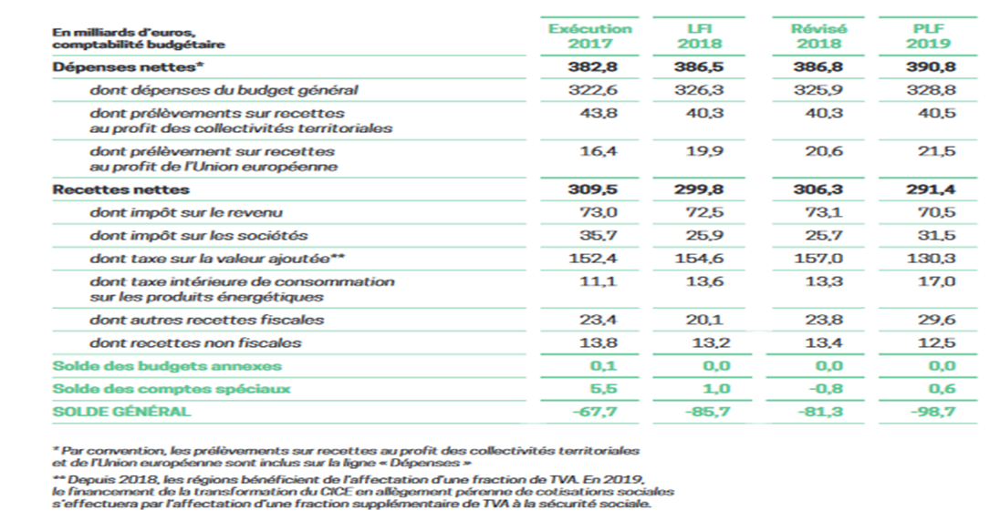 En milliards d'euros,
comptabilité budgétaire
Exécution 2017 LFI 2018 Révisé 2018 PLF 2019
Dépenses nettes* 382,8 386,5 386,8 390,8
dont dépenses du budget général 322,6 326,3 325,9 328,8
dont prélèvements sur recettes
au profit des collectivités territoriales 43,8 40,3 40,3 40,5
dont prélèvement sur recettes
au profit de l'Union européenne 16,4 19,9 20,6 21,5
Recettes nettes 309,5 299,8 306,3 291,4
dont impôt sur le revenu 73,0 72,5 73,1 70,5
dont impôt sur les sociétés 35,7 25,9 25,7 31,5
dont taxe sur la valeur ajoutée** 152,4 154,6 157,0 130,3
dont taxe intérieure de consommation
sur les produits énergétiques 11,1 13,6 13,3 17,0
dont autres recettes fiscales 23,4 20,1 23,8 29,6
dont recettes non fiscales 13,8 13,2 13,4 12,5
Solde des budgets annexes 0,1 0,0 0,0 0,0
Solde des comptes spéciaux 5,5 1,0 -0,8 0,6
SOLDE GÉNÉRAL -67,7 -85,7 -81,3 -98,7
* Par convention, les prélèvements sur recettes au profit des collectivités territoriales
et de l'Union européenne sont inclus sur la ligne « Dépenses »
** Depuis 2018, les régions bénéficient de l'affectation d'une fraction de TVA. En 2019,
le financement de la transformation du CICE en allègement pérenne de cotisations sociales
s'effectuera par l'affectation d'une fraction supplémentaire de TVA à la sécurité sociale.